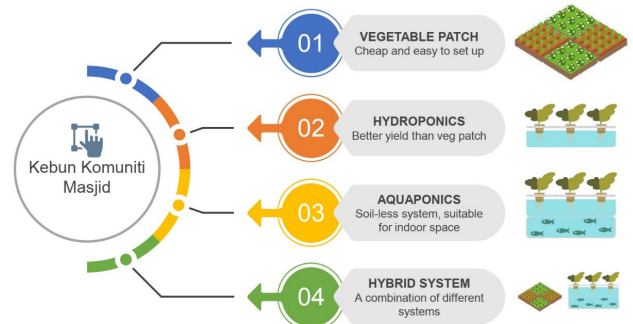 Kebun Komuniti
Masjid
01
VEGETABLE PATCH
Cheap and easy to set up
02
HYDROPONICS
Better yield than veg patch
03
AQUAPONICS
Soil-less system, suitable
for indoor space
04
HYBRID SYSTEM
A combination of different
systems